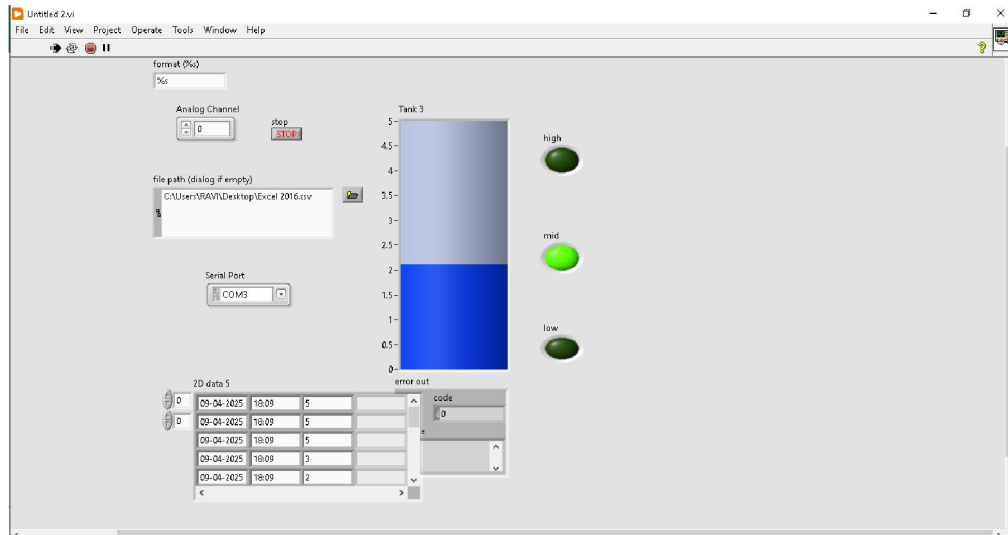 Untitled 2.vi
File Edit View Project Operate Tools Window Help
format (%s)
%s
Analog Channel
0
stop
STOP
file path (dialog if empty)
C:\Users\RAVI\Desktop\Excel 2016.csv
Serial Port
COM3
Tank 3
5
4.5
4
3.5
3
2.5
2
1.5
1
0.5
0
high
mid
low
2D data 5
0
0
09-04-2025 18:09 5
09-04-2025 18:09 5
09-04-2025 18:09 5
09-04-2025 18:09 3
09-04-2025 18:09 2
error out
code
0
e